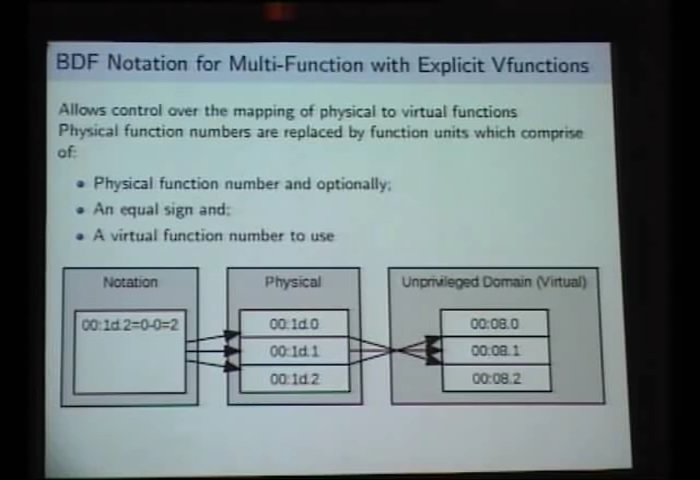 BDF Notation for Multi-Function with Explicit Vfunctions
Allows control over the mapping of physical to virtual functions
Physical function numbers are replaced by function units which comprise
of:
Physical function number and optionally;
An equal sign and;
A virtual function number to use
Notation
00:1d.2=0-0=2
Physical
00:1d.0
00:1d.1
00:1d.2
Unprivileged Domain (Virtual)
00:08.0
00:08.1
00:08.2